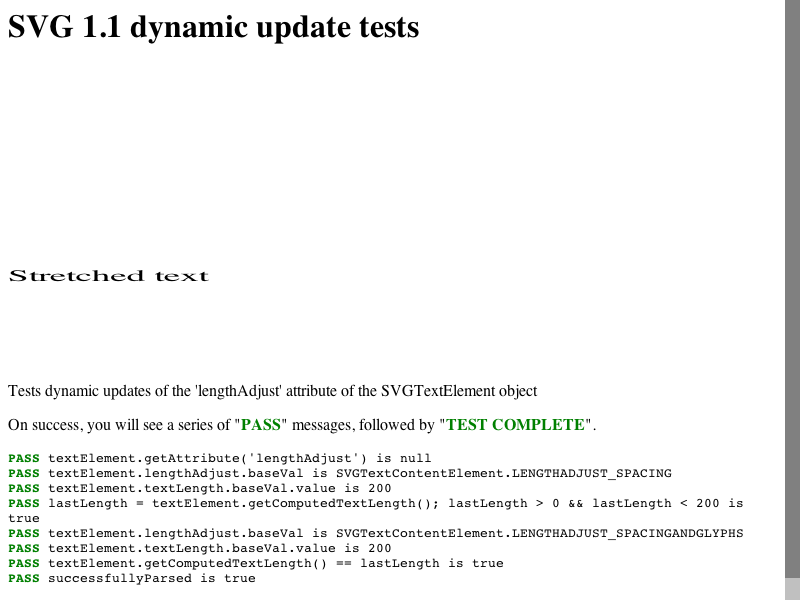 SVG 1.1 dynamic update tests
Stretched text
Tests dynamic updates of the 'lengthAdjust' attribute of the SVGTextElement object
On success, you will see a series of "PASS" messages, followed by "TEST COMPLETE".
PASS textElement.getAttribute('lengthAdjust') is null
PASS textElement.lengthAdjust.baseVal is SVGTextContentElement.LENGTHADJUST_SPACING
PASS textElement.textLength.baseVal.value is 200
PASS lastLength = textElement.getComputedTextLength(); lastLength > 0 && lastLength < 200 is
true
PASS textElement.lengthAdjust.baseVal is SVGTextContentElement.LENGTHADJUST_SPACINGANDGLYPHS
PASS textElement.textLength.baseVal.value is 200
PASS textElement.getComputedTextLength() == lastLength is true
PASS successfullyParsed is true